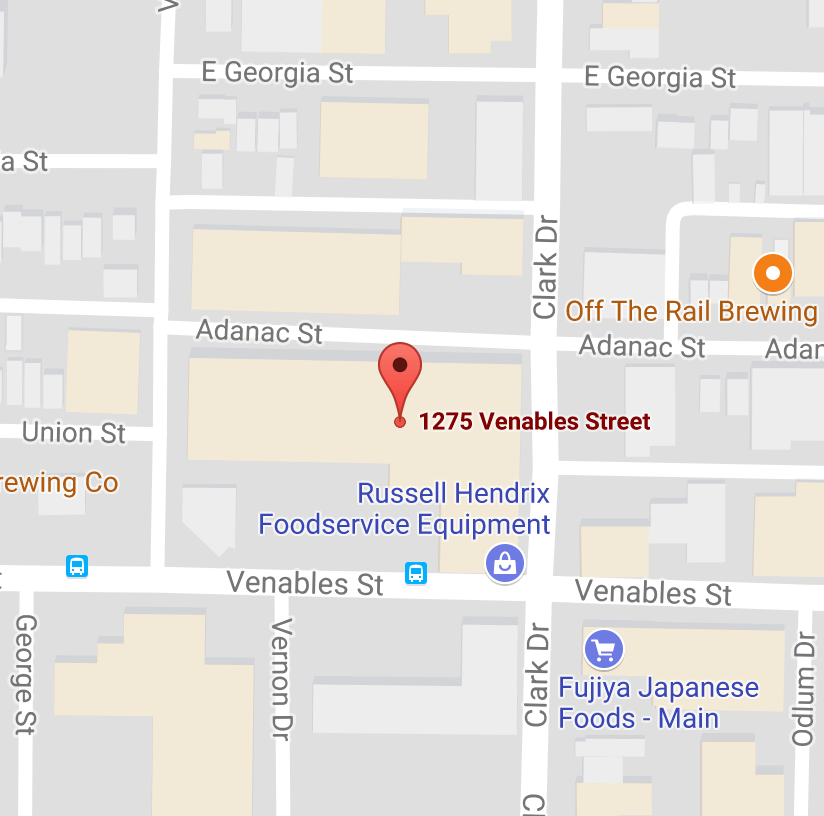 E Georgia St
E Georgia St
a St
Clark Dr
Off The Rail Brewing
Adanac St
Adanac St
Adan
1275 Venables Street
Union St
rewing Co
Russell Hendrix
Foodservice Equipment
Venables St
Venables St
George St
Vernon Dr
Clark Dr
Odlum Dr
Fujiya Japanese
Foods - Main
Cl